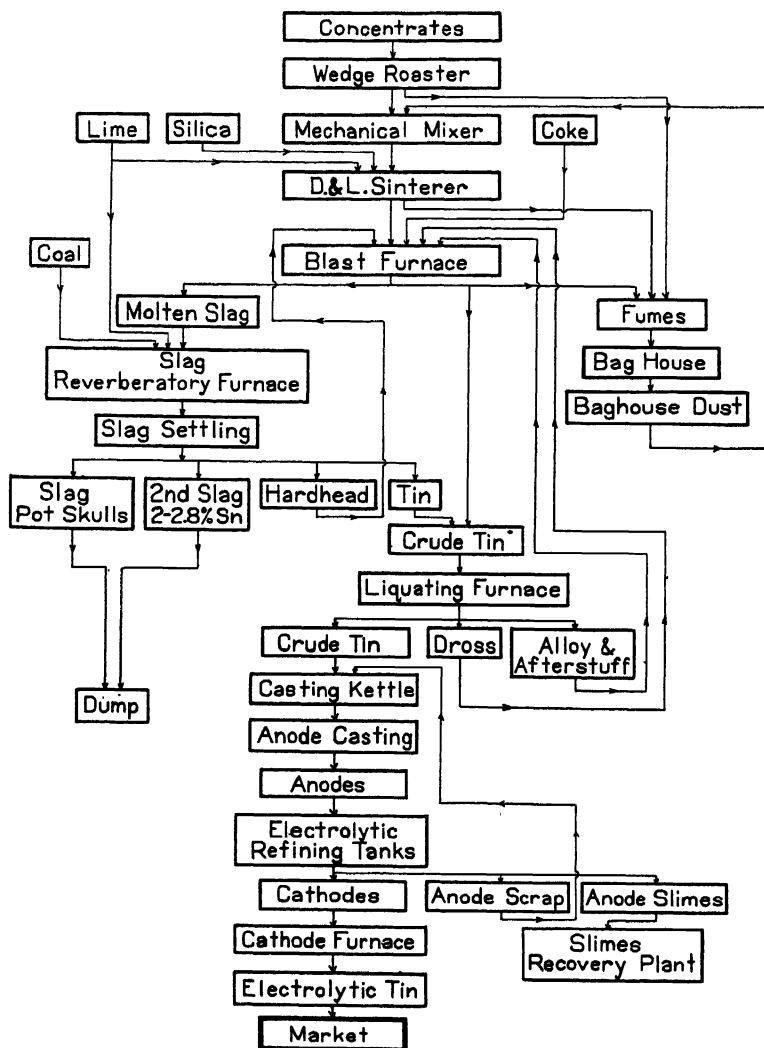 Concentrates
Wedge Roaster
Lime
Silica
Mechanical Mixer
Coke
D.&L.Sinterer
Coal
Blast Furnace
Molten Slag
Fumes
Slag
Reverberatory Furnace
Bag House
Baghouse Dust
Slag Settling
Slag
Pot Skulls
2nd Slag
2-2.8%Sn
Hardhead
Tin
Crude Tin
Liquating Furnace
Crude Tin
Dross
Alloy &
Afterstuff
Casting Kettle
Dump
Anode Casting
Anodes
Electrolytic
Refining Tanks
Cathodes
Anode Scrap
Anode Slimes
Cathode Furnace
Slimes
Recovery Plant
Electrolytic Tin
Market